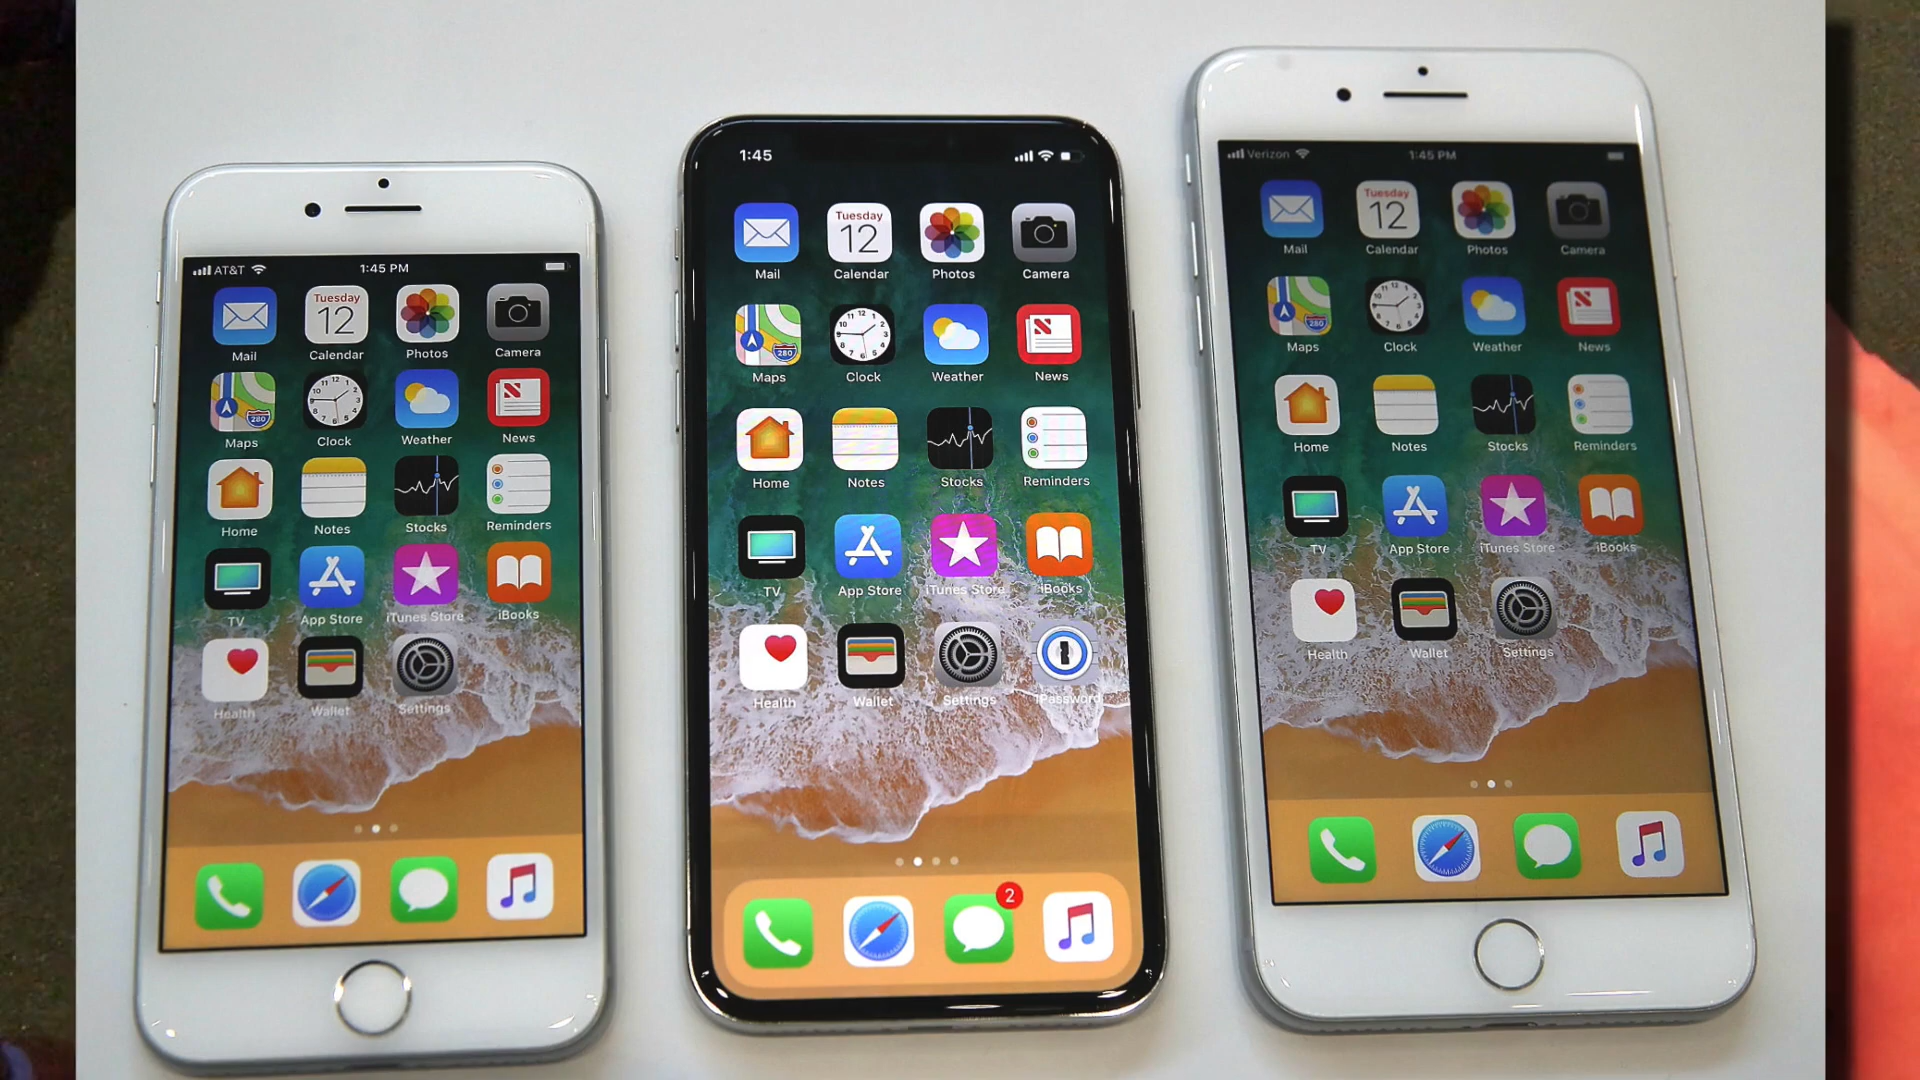 AT&T 1:45 PM
Tuesday
12
Mail Calendar Photos Camera
280
Maps Clock Weather News
Home Notes Stocks Reminders
TV App Store iTunes Store iBooks
Health Wallet Settings
1:45
Tuesday
12
Mail Calendar Photos Camera
280
Maps Clock Weather News
Home Notes Stocks Reminders
TV App Store iTunes Store iBooks
Health Wallet Settings 1Password
2
Verizon 1:45 PM
Tuesday
12
Mail Calendar Photos Camera
280
Maps Clock Weather News
Home Notes Stocks Reminders
TV App Store iTunes Store iBooks
Health Wallet Settings